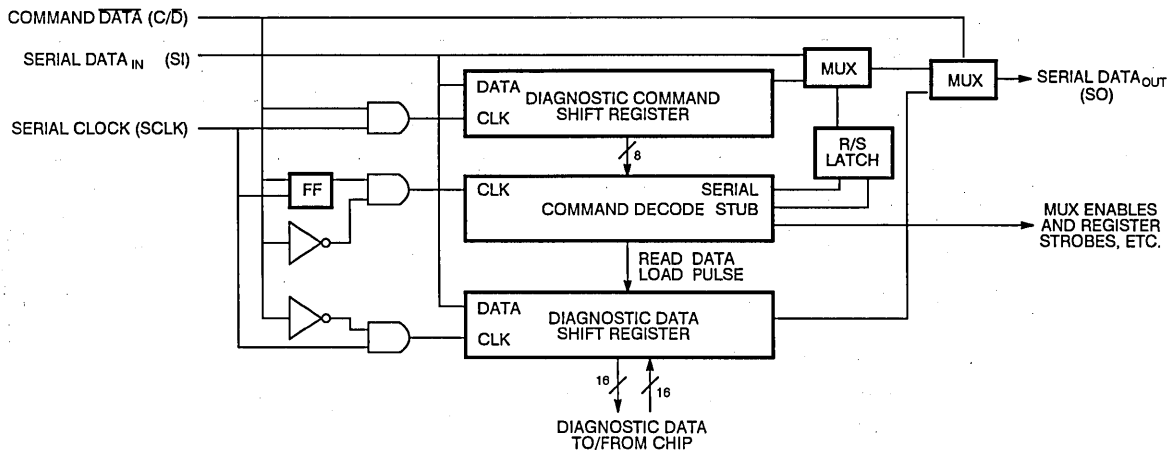 COMMAND DATA (C/D)
SERIAL DATA IN (SI)
SERIAL CLOCK (SCLK)
MUX
MUX
SERIAL DATA OUT
(SO)
DATA
CLK
DIAGNOSTIC COMMAND
SHIFT REGISTER
R/S
LATCH
8
FF
CLK
SERIAL
COMMAND DECODE STUB
MUX ENABLES
AND REGISTER
STROBES, ETC.
READ DATA
LOAD PULSE
DATA
CLK
DIAGNOSTIC DATA
SHIFT REGISTER
16
16
DIAGNOSTIC DATA
TO/FROM CHIP